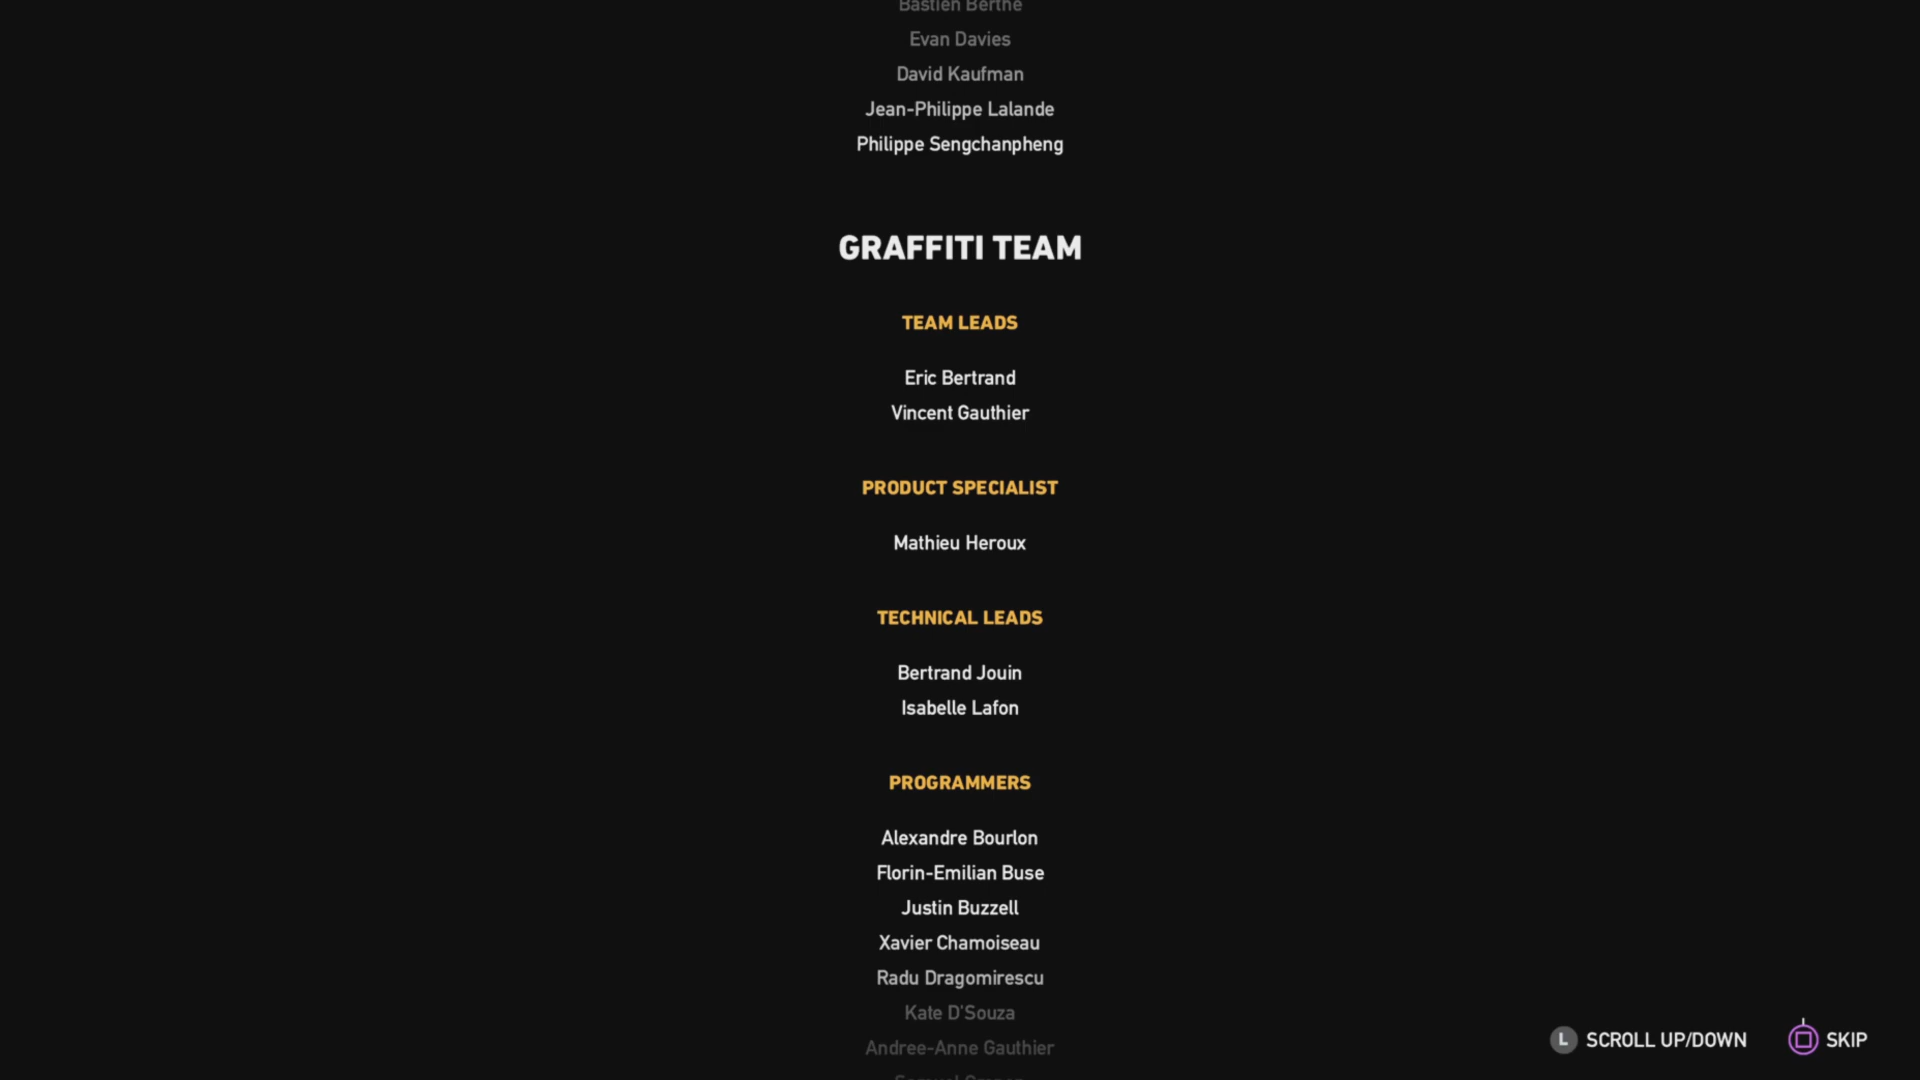 Bastien Berthe
Evan Davies
David Kaufman
Jean-Philippe Lalande
Philippe Sengchanpheng
GRAFFITI TEAM
TEAM LEADS
Eric Bertrand
Vincent Gauthier
PRODUCT SPECIALIST
Mathieu Heroux
TECHNICAL LEADS
Bertrand Jouin
Isabelle Lafon
PROGRAMMERS
Alexandre Bourlon
Florin-Emilian Buse
Justin Buzzell
Xavier Chamoiseau
Radu Dragomirescu
Kate D'Souza
Andree-Anne Gauthier
L SCROLL UP/DOWN SKIP